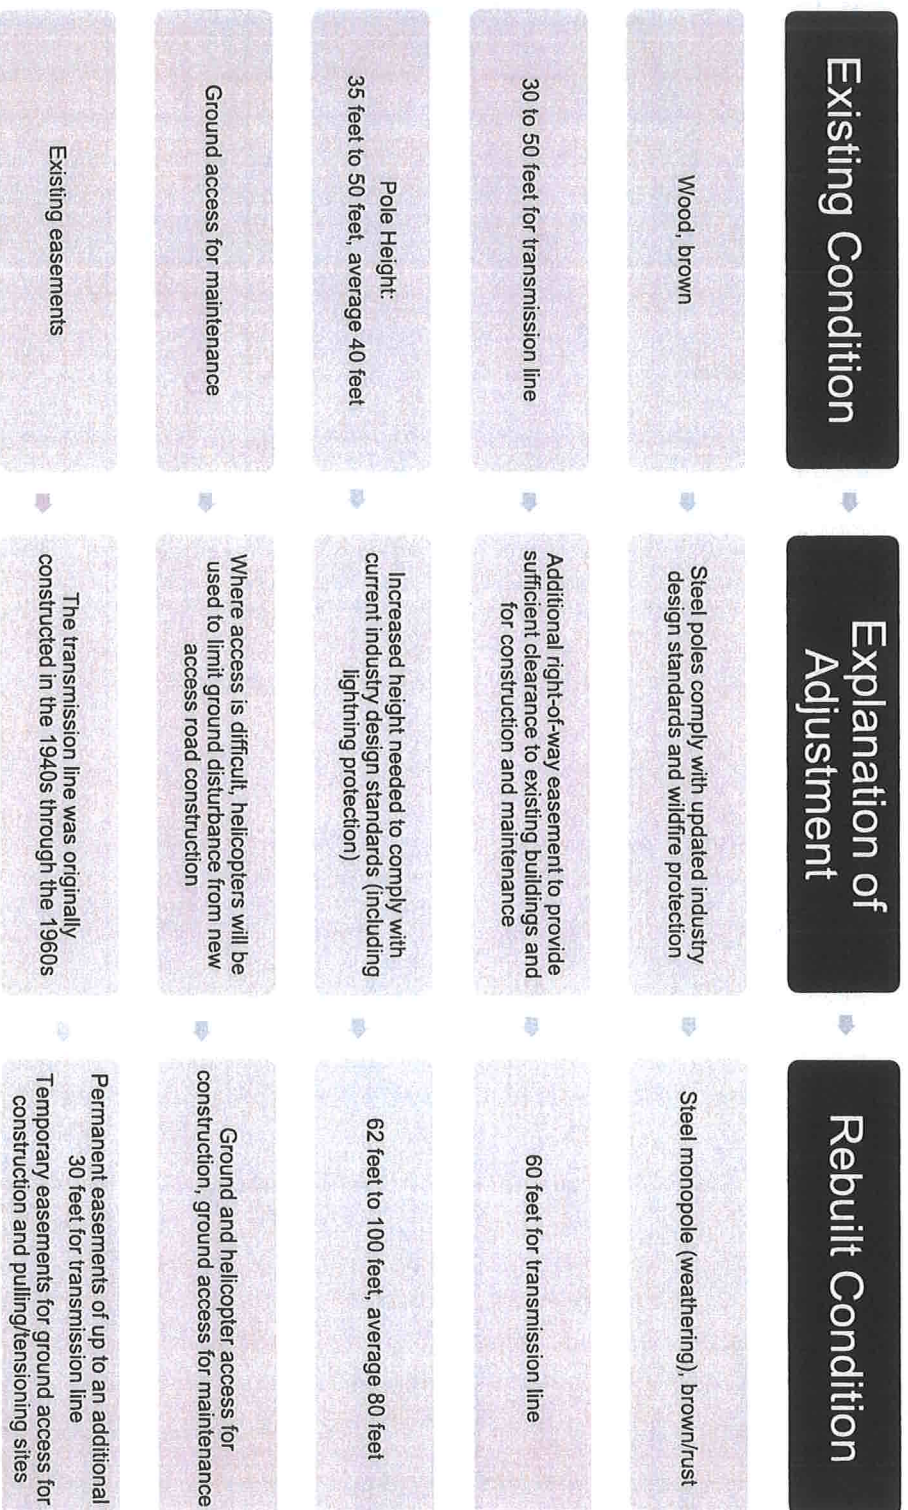 Existing Condition
Explanation of
Adjustment
Rebuilt Condition
Wood, brown
Steel poles comply with updated industry
design standards and wildfire protection
Steel monopole (weathering), brown/rust
30 to 50 feet for transmission line
Additional right-of-way easement to provide
sufficient clearance to existing buildings and
for construction and maintenance
60 feet for transmission line
Pole Height:
35 feet to 50 feet, average 40 feet
Increased height needed to comply with
current industry design standards (including
lightning protection)
62 feet to 100 feet, average 80 feet
Ground access for maintenance
Where access is difficult, helicopters will be
used to limit ground disturbance from new
access road construction
Ground and helicopter access for
construction, ground access for maintenance
Existing easements
The transmission line was originally
constructed in the 1940s through the 1960s
Permanent easements of up to an additional
30 feet for transmission line
Temporary easements for ground access for
construction and pulling/tensioning sites